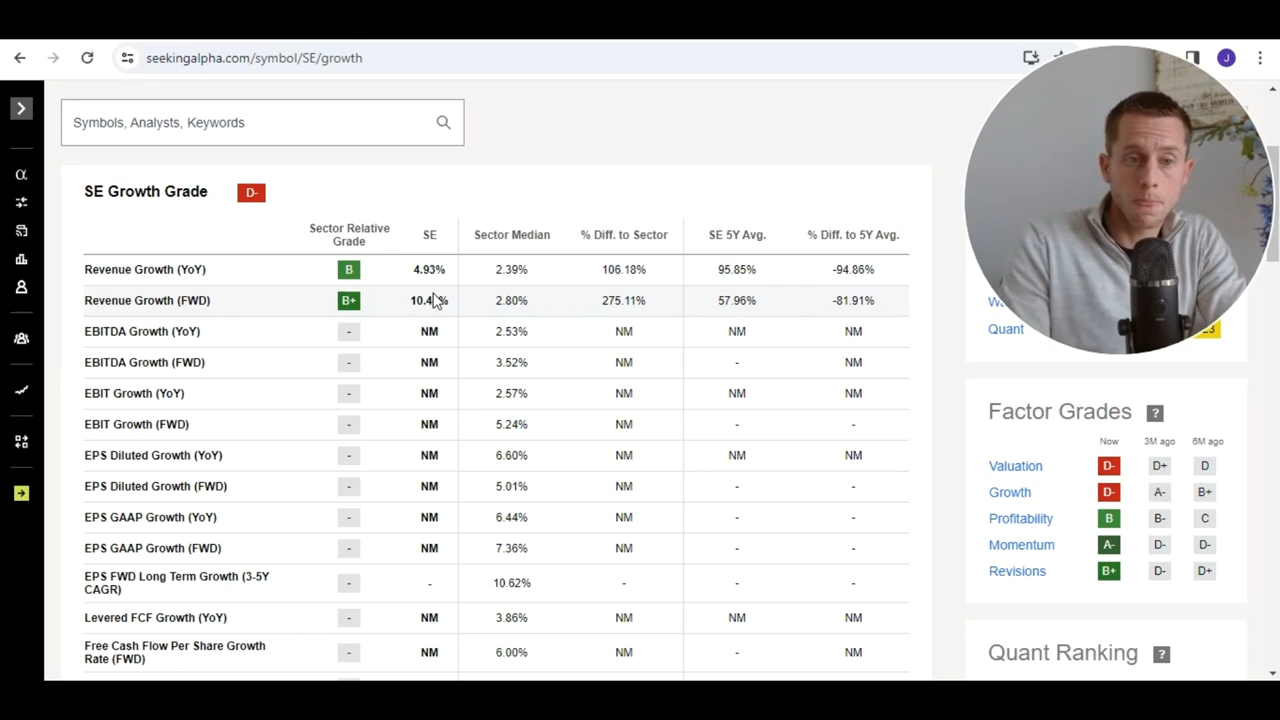 seekingalpha.com/symbol/SE/growth
J
Symbols, Analysts, Keywords
SE Growth Grade D-
Sector Relative Grade SE Sector Median % Diff. to Sector SE 5Y Avg. % Diff. to 5Y Avg.
Revenue Growth (YoY) B 4.93% 2.39% 106.18% 95.85% -94.86%
Revenue Growth (FWD) B+ 2.80% 275.11% 57.96% -81.91%
EBITDA Growth (YoY) - NM 2.53% NM NM NM
EBITDA Growth (FWD) - NM 3.52% NM - NM
EBIT Growth (YoY) - NM 2.57% NM NM NM
EBIT Growth (FWD) - NM 5.24% NM - -
EPS Diluted Growth (YoY) - NM 6.60% NM NM NM
EPS Diluted Growth (FWD) - NM 5.01% NM - -
EPS GAAP Growth (YoY) - NM 6.44% NM - -
EPS GAAP Growth (FWD) - NM 7.36% NM - -
EPS FWD Long Term Growth (3-5Y
CAGR) - - 10.62% - - -
Levered FCF Growth (YoY) - NM 3.86% NM NM NM
Free Cash Flow Per Share Growth
Rate (FWD) - NM 6.00% NM - NM
Quant
Factor Grades ?
Now 3M ago 6M ago
Valuation D- D+ D
Growth D- A- B+
Profitability B B- C
Momentum A- D- D-
Revisions B+ D- D+
Quant Ranking ?